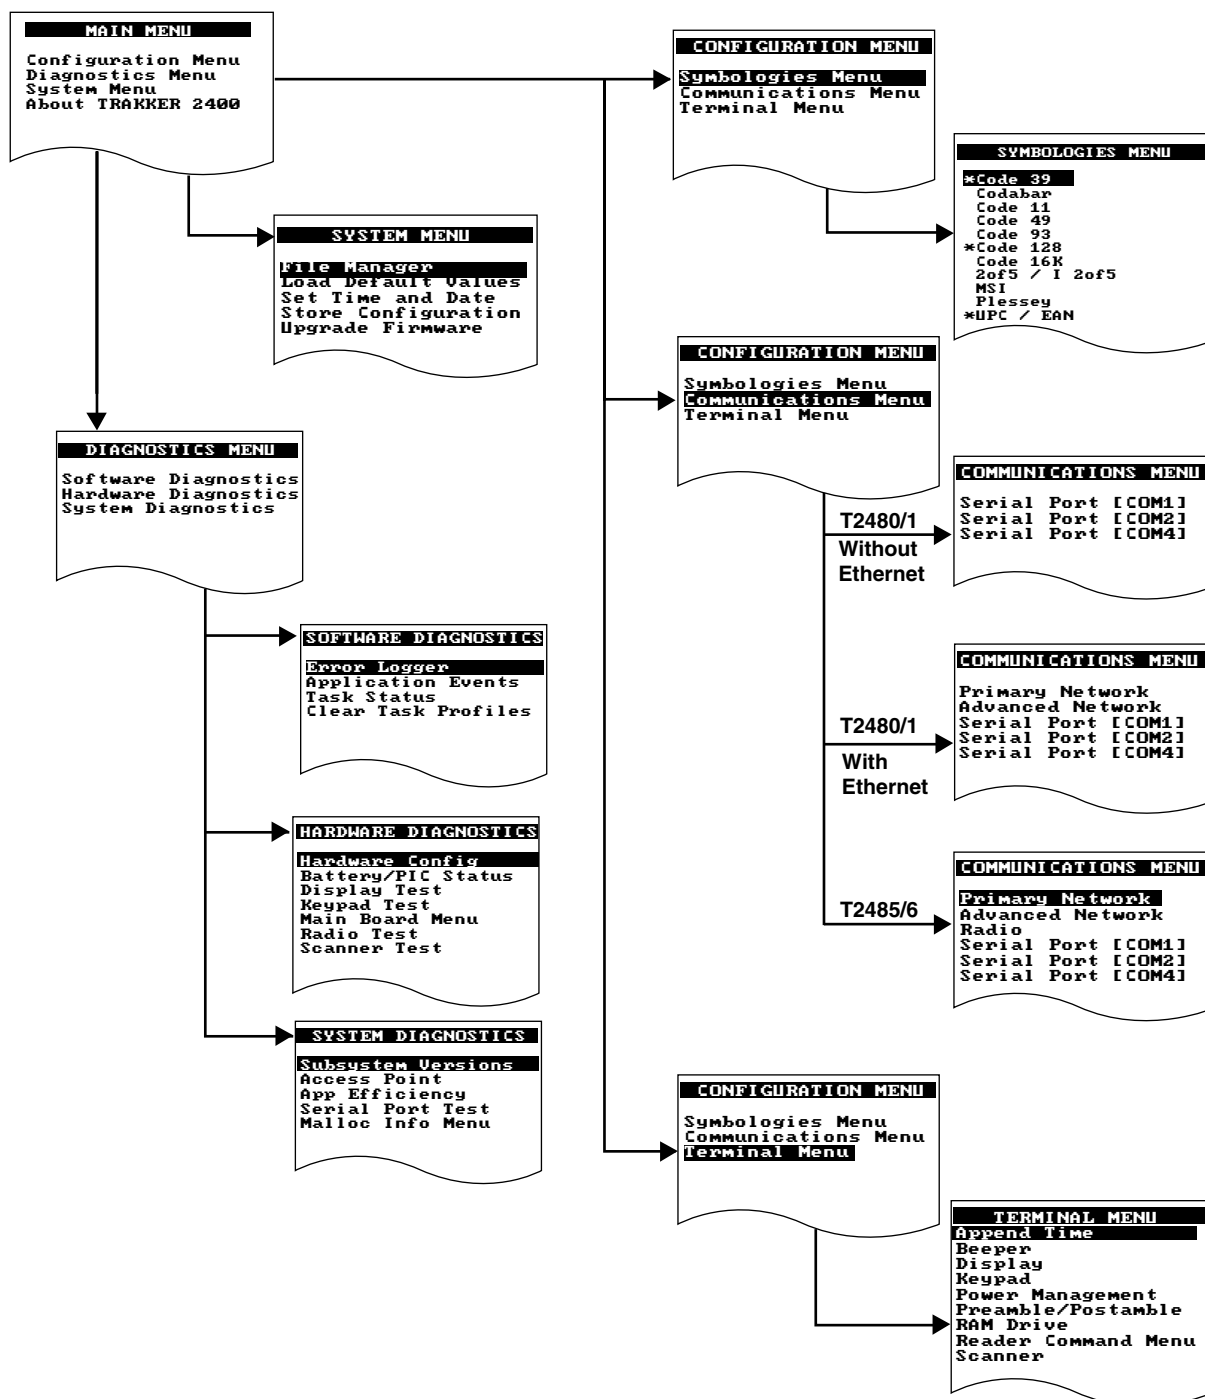 MAIN MENU
Configuration Menu
Diagnostics Menu
System Menu
About TRAKKER 2400
SYSTEM MENU
File Manager
Load Default Values
Set Time and Date
Store Configuration
Upgrade Firmware
DIAGNOSTICS MENU
Software Diagnostics
Hardware Diagnostics
System Diagnostics
SOFTWARE DIAGNOSTICS
Error Logger
Application Events
Task Status
Clear Task Profiles
HARDWARE DIAGNOSTICS
Hardware Config
Battery/PIC Status
Display Test
Keypad Test
Main Board Menu
Radio Test
Scanner Test
SYSTEM DIAGNOSTICS
Subsystem Versions
Access Point
App Efficiency
Serial Port Test
Malloc Info Menu
CONFIGURATION MENU
Symbologies Menu
Communications Menu
Terminal Menu
SYMBOLOGIES MENU
*Code 39
Codabar
Code 11
Code 49
Code 93
*Code 128
Code 16K
2of5 / I 2of5
MSI
Plessey
*UPC / EAN
CONFIGURATION MENU
Symbologies Menu
Communications Menu
Terminal Menu
T2480/1
Without
Ethernet
COMMUNICATIONS MENU
Serial Port [COM1]
Serial Port [COM2]
Serial Port [COM4]
T2480/1
With
Ethernet
COMMUNICATIONS MENU
Primary Network
Advanced Network
Serial Port [COM1]
Serial Port [COM2]
Serial Port [COM4]
T2485/6
COMMUNICATIONS MENU
Primary Network
Advanced Network
Radio
Serial Port [COM1]
Serial Port [COM2]
Serial Port [COM4]
CONFIGURATION MENU
Symbologies Menu
Communications Menu
Terminal Menu
TERMINAL MENU
Append Time
Beeper
Display
Keypad
Power Management
Preamble/Postamble
RAM Drive
Reader Command Menu
Scanner